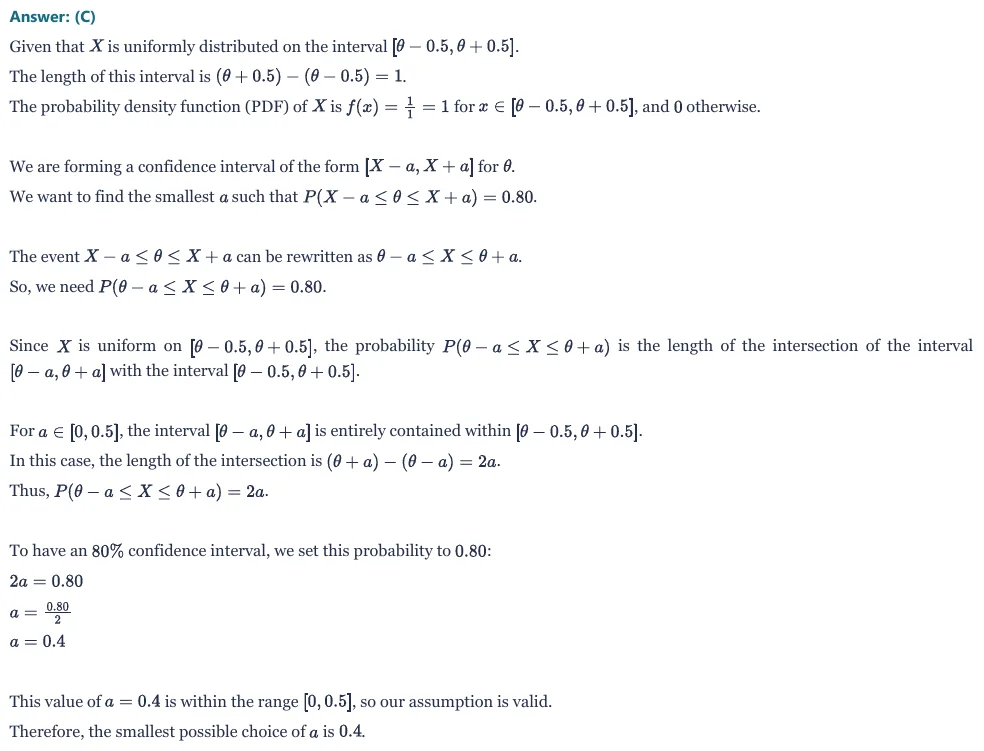 Answer: (C)
Given that X is uniformly distributed on the interval [θ − 0.5, θ + 0.5].
The length of this interval is (θ + 0.5) − (θ − 0.5) = 1.
The probability density function (PDF) of X is f(x) = 1/1 = 1 for x ∈ [θ − 0.5, θ + 0.5], and 0 otherwise.
We are forming a confidence interval of the form [X − a, X + a] for θ.
We want to find the smallest a such that P(X − a ≤ θ ≤ X + a) = 0.80.
The event X − a ≤ θ ≤ X + a can be rewritten as θ − a ≤ X ≤ θ + a.
So, we need P(θ − a ≤ X ≤ θ + a) = 0.80.
Since X is uniform on [θ − 0.5, θ + 0.5], the probability P(θ − a ≤ X ≤ θ + a) is the length of the intersection of the interval
[θ − a, θ + a] with the interval [θ − 0.5, θ + 0.5].
For a ∈ [0, 0.5], the interval [θ − a, θ + a] is entirely contained within [θ − 0.5, θ + 0.5].
In this case, the length of the intersection is (θ + a) − (θ − a) = 2a.
Thus, P(θ − a ≤ X ≤ θ + a) = 2a.
To have an 80% confidence interval, we set this probability to 0.80:
2a = 0.80
a = 0.80/2
a = 0.4
This value of a = 0.4 is within the range [0, 0.5], so our assumption is valid.
Therefore, the smallest possible choice of a is 0.4.